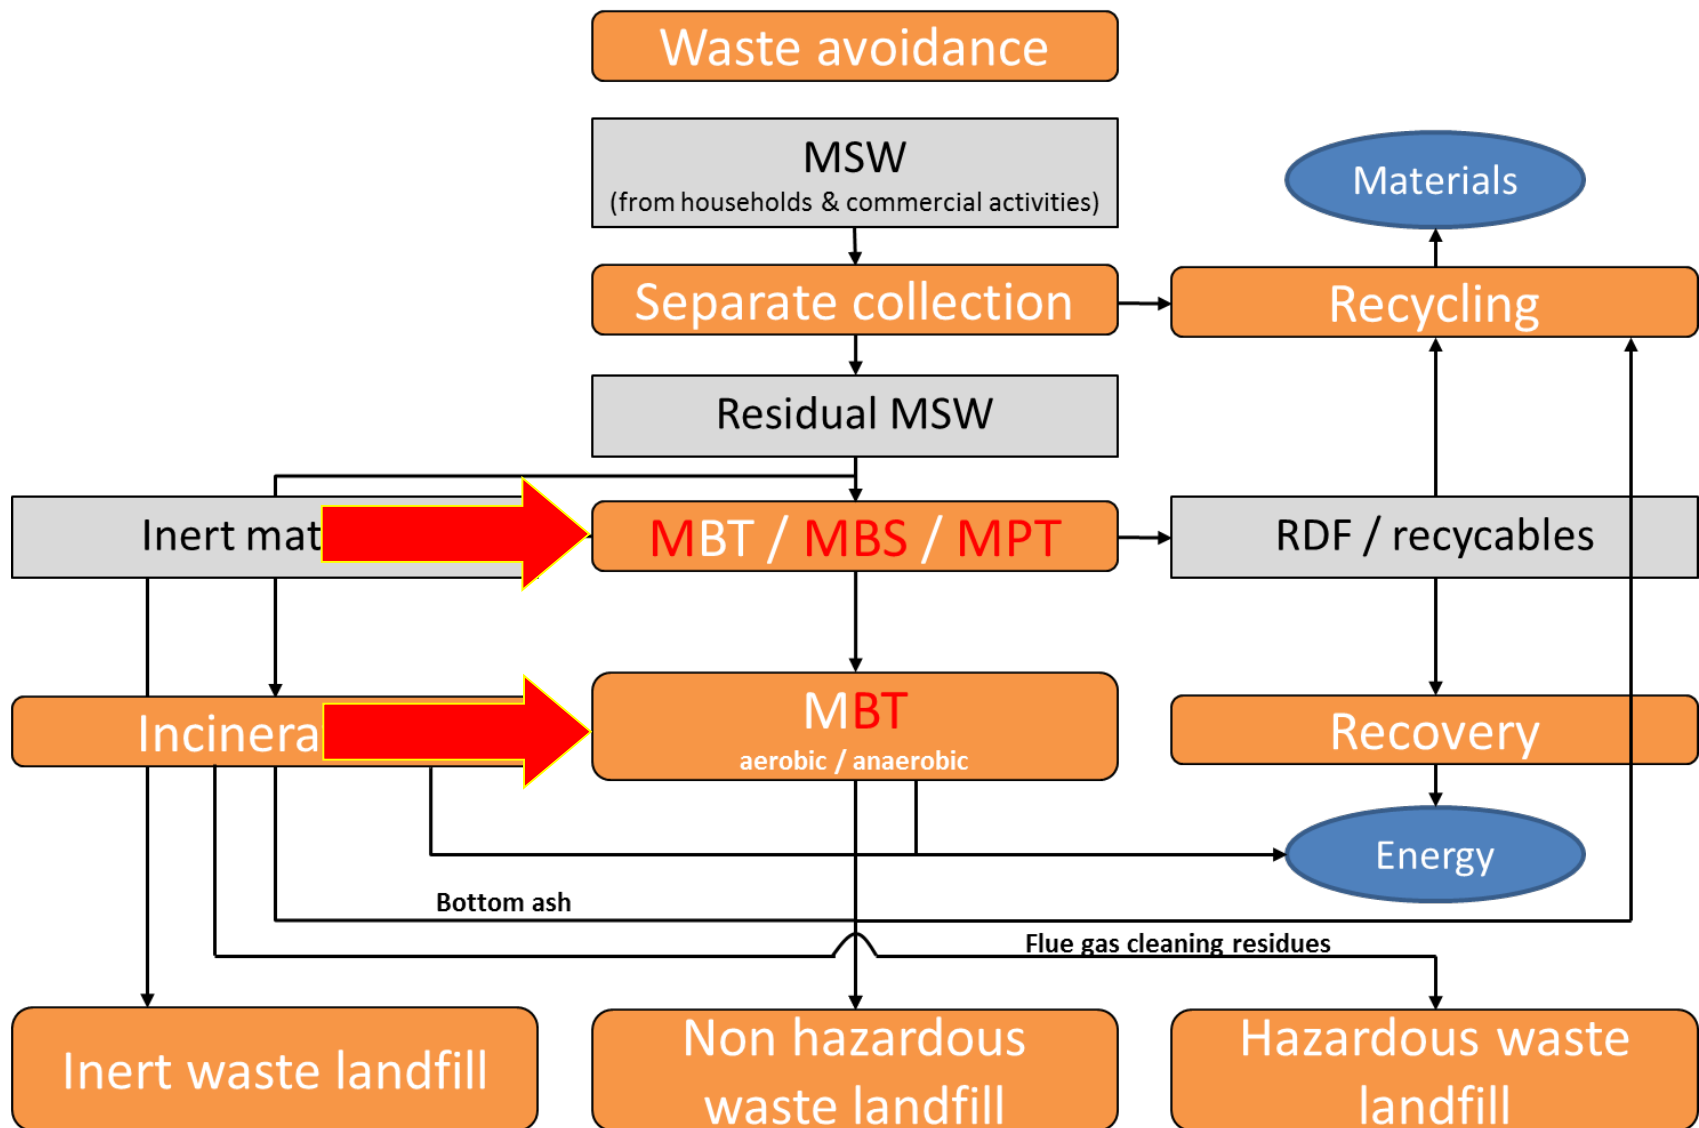 Waste avoidance
MSW
(from households & commercial activities)
Materials
Separate collection
Recycling
Residual MSW
Inert mat
MBT / MBS / MPT
RDF / recycables
Incinera
MBT
aerobic / anaerobic
Recovery
Energy
Bottom ash
Flue gas cleaning residues
Inert waste landfill
Non hazardous
waste landfill
Hazardous waste
landfill